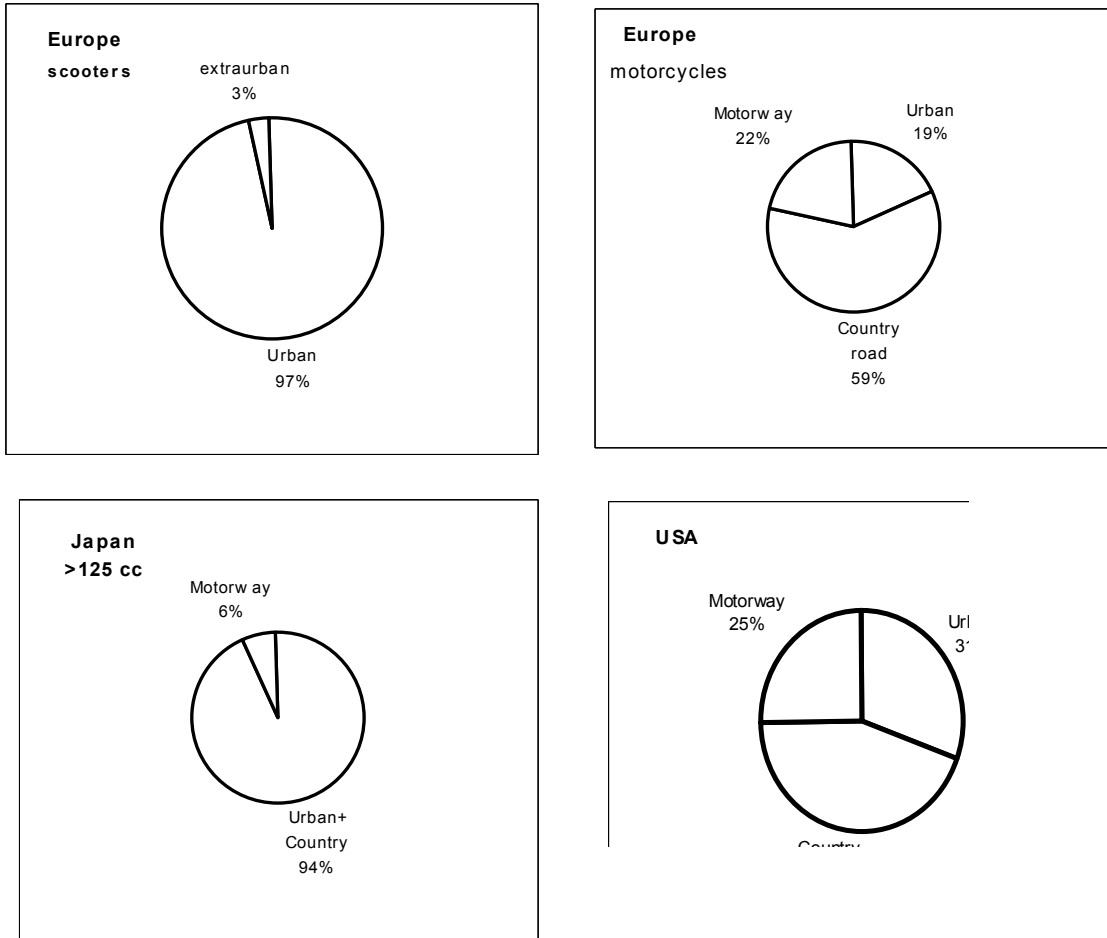 Europe
scooters
extraurban
3%
Urban
97%
Europe
motorcycles
Motorw ay
22%
Urban
19%
Country
road
59%
Japan
>125 cc
Motorw ay
6%
Urban+
Country
94%
USA
Motorway
25%